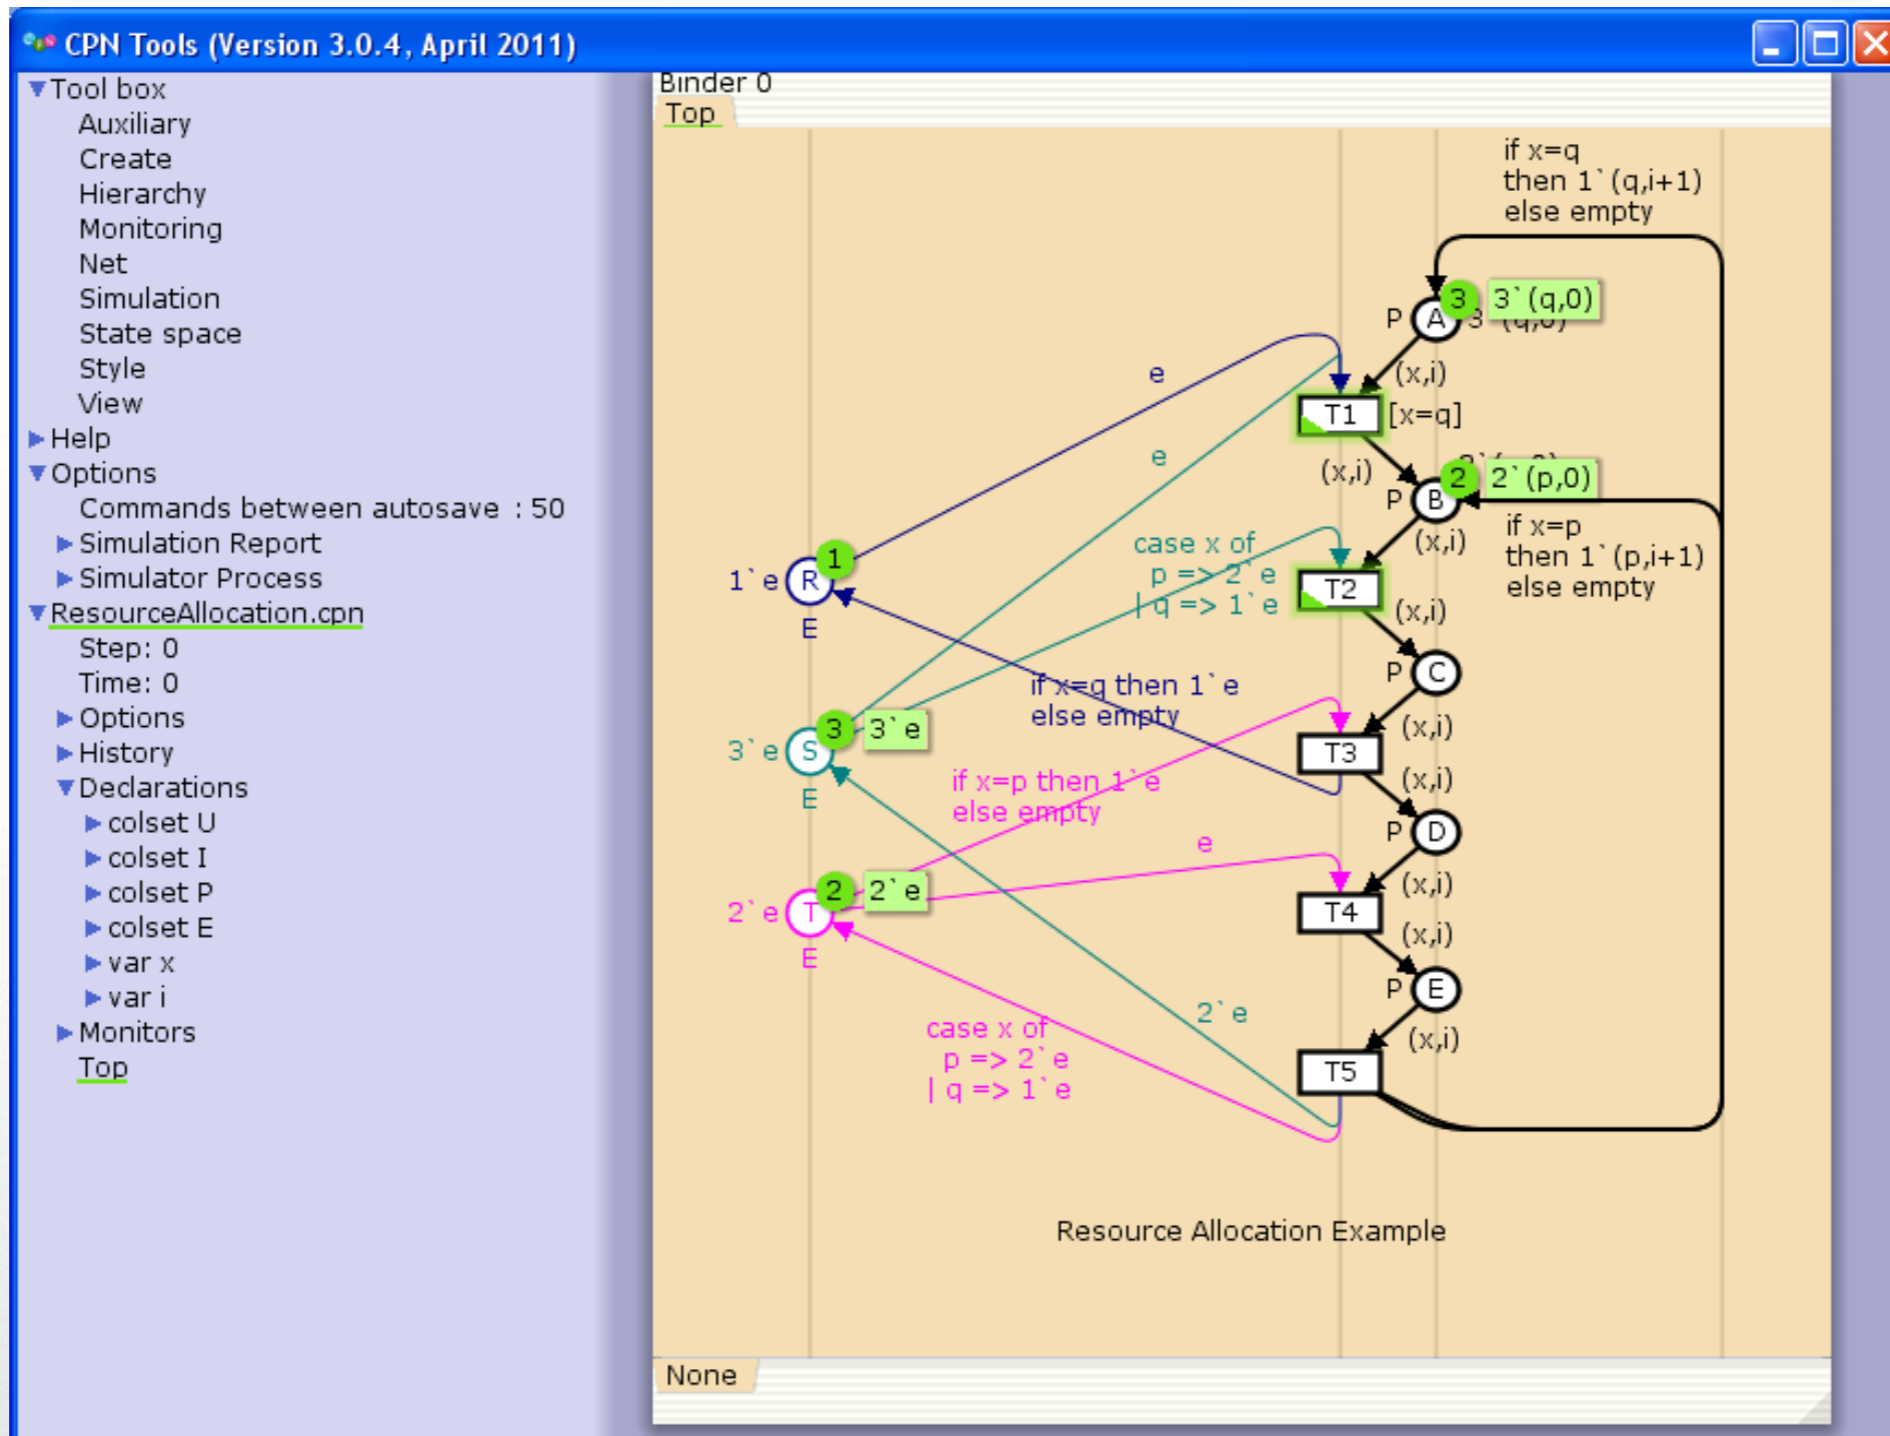 CPN Tools (Version 3.0.4, April 2011)
Tool box
Auxiliary
Create
Hierarchy
Monitoring
Net
Simulation
State space
Style
View
Help
Options
Commands between autosave : 50
Simulation Report
Simulator Process
ResourceAllocation.cpn
Step: 0
Time: 0
Options
History
Declarations
colset U
colset I
colset P
colset E
var x
var i
Monitors
Top
Binder 0
Top
if x=q
then 1`(q,i+1)
else empty
P
A
3
3`(q,0)
3`(q,0)
(x,i)
e
T1
[x=q]
e
(x,i)
P
B
2
2`(p,0)
(x,i)
if x=p
then 1`(p,i+1)
else empty
case x of
p => 2`e
| q => 1`e
T2
(x,i)
1`e
R
1
E
P
C
if x=q then 1`e
else empty
(x,i)
T3
3`e
S
3
3`e
E
(x,i)
if x=p then 1`e
else empty
P
D
e
(x,i)
2`e
T
2
2`e
E
T4
(x,i)
P
E
2`e
(x,i)
case x of
p => 2`e
| q => 1`e
T5
Resource Allocation Example
None